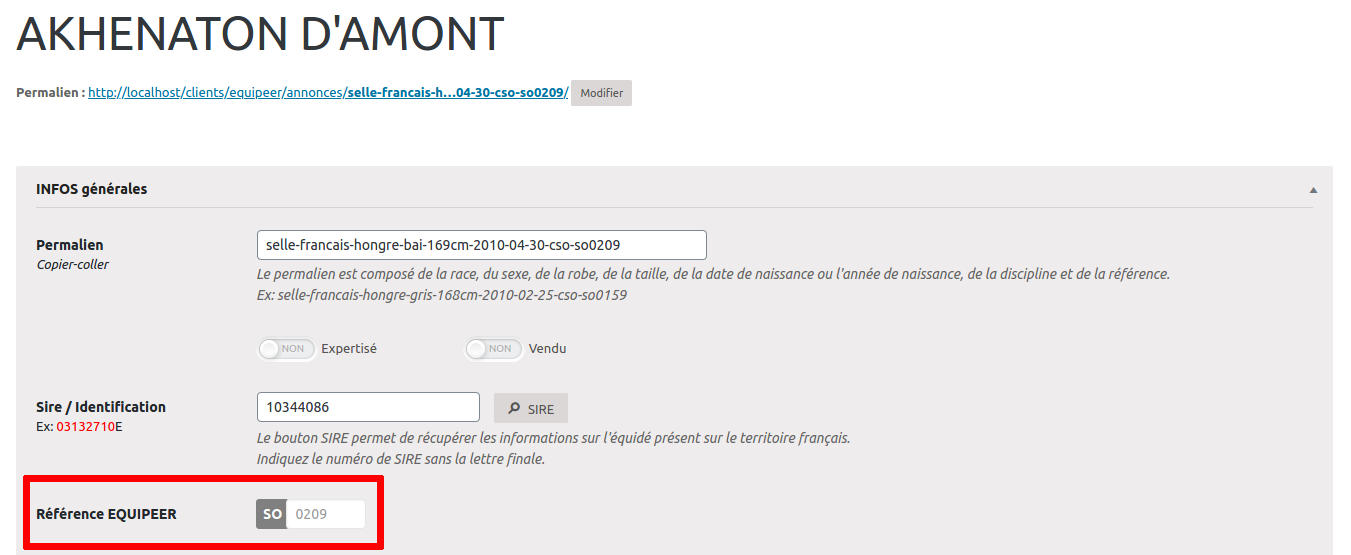 AKHENATON D'AMONT
Permalien : http://localhost/clients/equipeer/annonces/selle-francais-h…04-30-cso-so0209/ Modifier
INFOS générales
Permalien selle-francais-hongre-bai-169cm-2010-04-30-cso-so0209
Copier-coller
Le permalien est composé de la race, du sexe, de la robe, de la taille, de la date de naissance ou l'année de naissance, de la discipline et de la référence.
Ex: selle-francais-hongre-gris-168cm-2010-02-25-cso-so0159
NON Expertisé NON Vendu
Sire / Identification 10344086 SIRE
Ex: 03132710E
Le bouton SIRE permet de récupérer les informations sur l'équidé présent sur le territoire français.
Indiquez le numéro de SIRE sans la lettre finale.
Référence EQUIPEER SO 0209